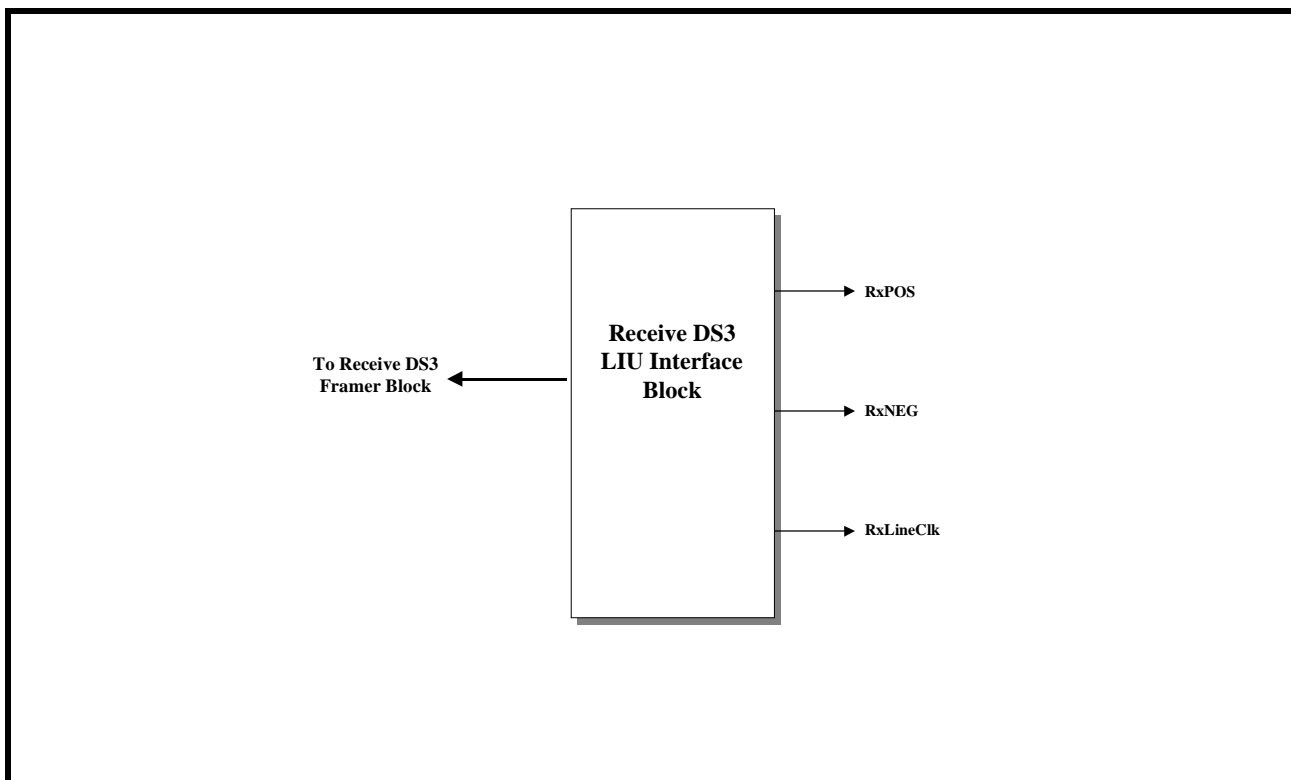 To Receive DS3
Framer Block
Receive DS3
LIU Interface
Block
RxPOS
RxNEG
RxLineClk